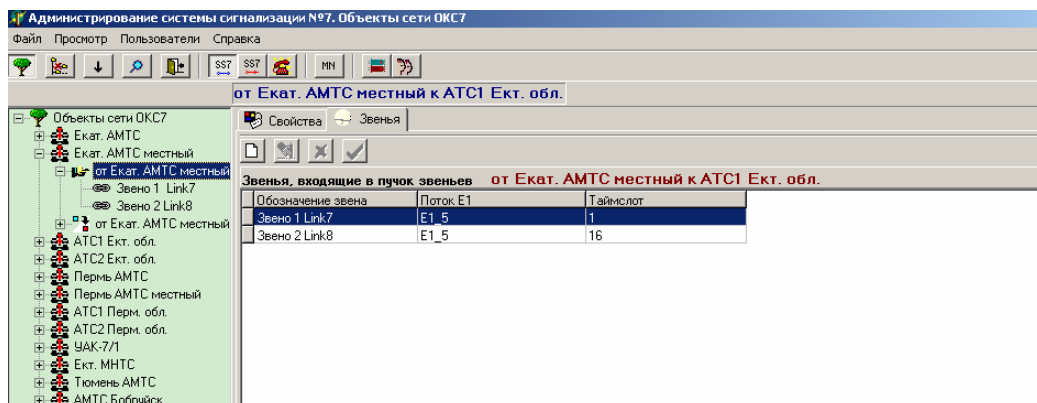 Администрирование системы сигнализации №7. Объекты сети ОКС7
Файл Просмотр Пользователи Справка
SS7 SS7 MN
от Екат. АМТС местный к АТС1 Ект. обл.
Объекты сети ОКС7
Екат. АМТС
Екат. АМТС местный
от Екат. АМТС местный
Звено 1 Link7
Звено 2 Link8
от Екат. АМТС местный
АТС1 Ект. обл.
АТС2 Ект. обл.
Пермь АМТС
Пермь АМТС местный
АТС1 Перм. обл.
АТС2 Перм. обл.
УАК-7/1
Ект. МНТС
Тюмень АМТС
АМТС Бобруйск
Свойства Звенья
Звенья, входящие в пучок звеньев от Екат. АМТС местный к АТС1 Ект. обл.
Обозначение звена Поток E1 Таймслот
Звено 1 Link7 E1_5 1
Звено 2 Link8 E1_5 16